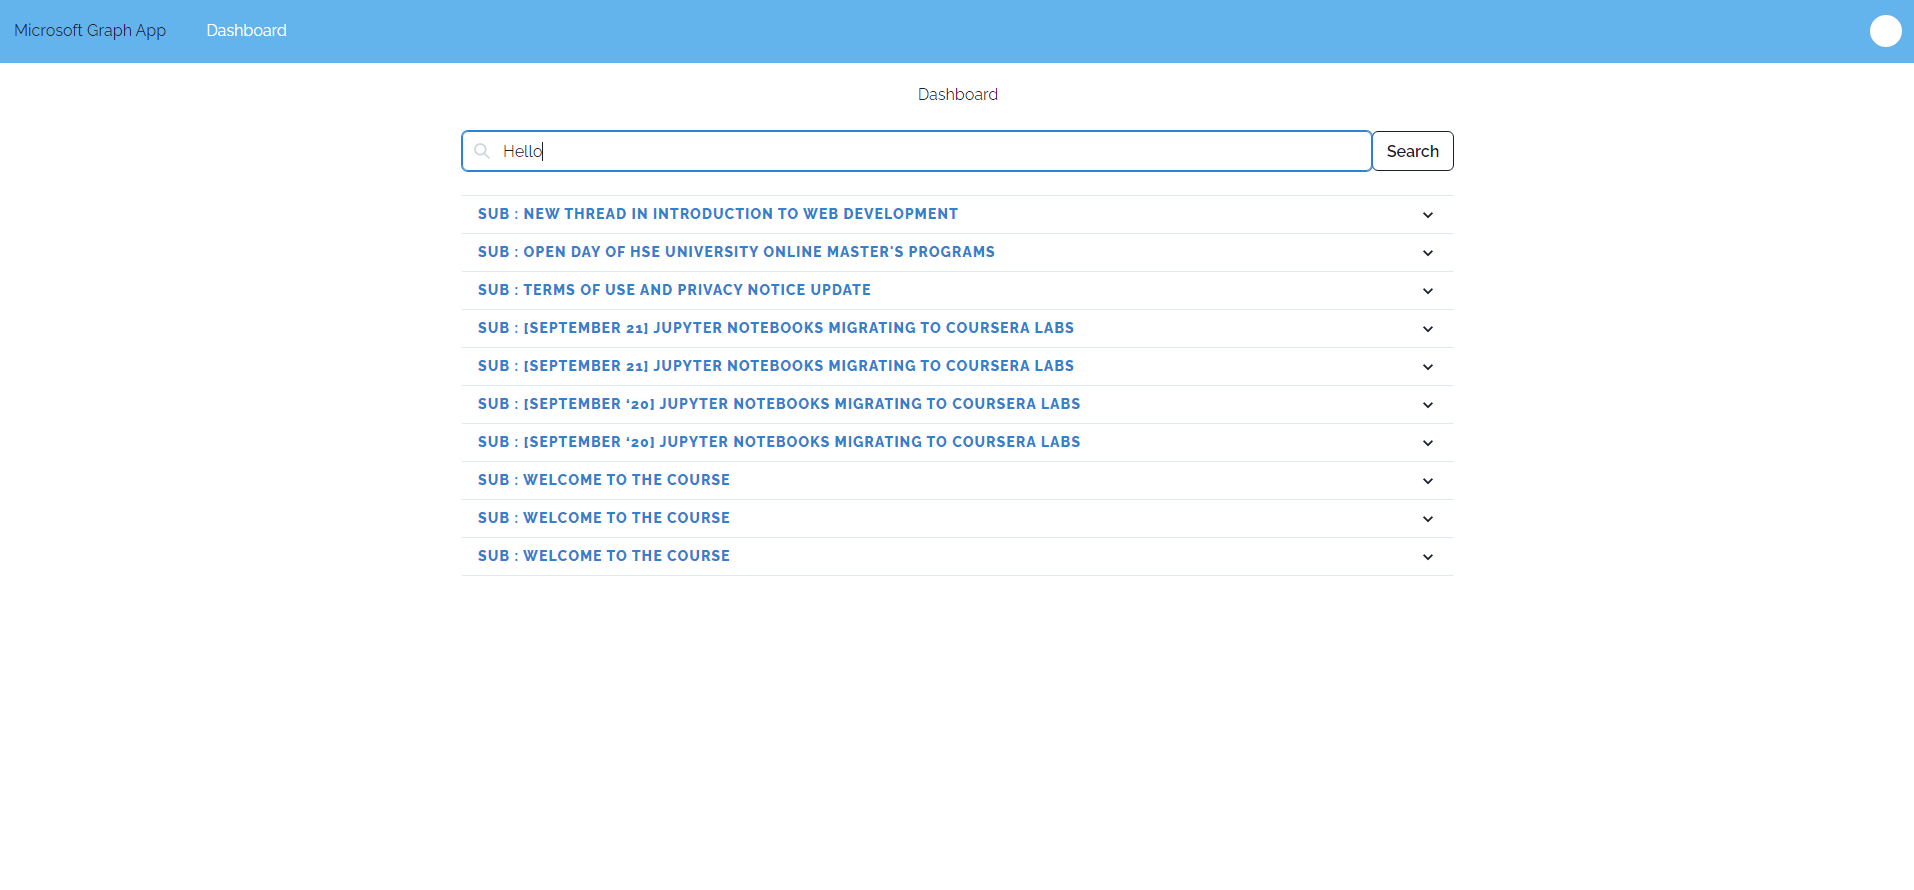 Microsoft Graph App Dashboard
Dashboard
Hello Search
SUB : NEW THREAD IN INTRODUCTION TO WEB DEVELOPMENT
SUB : OPEN DAY OF HSE UNIVERSITY ONLINE MASTER'S PROGRAMS
SUB : TERMS OF USE AND PRIVACY NOTICE UPDATE
SUB : [SEPTEMBER 21] JUPYTER NOTEBOOKS MIGRATING TO COURSERA LABS
SUB : [SEPTEMBER 21] JUPYTER NOTEBOOKS MIGRATING TO COURSERA LABS
SUB : [SEPTEMBER ‘20] JUPYTER NOTEBOOKS MIGRATING TO COURSERA LABS
SUB : [SEPTEMBER ‘20] JUPYTER NOTEBOOKS MIGRATING TO COURSERA LABS
SUB : WELCOME TO THE COURSE
SUB : WELCOME TO THE COURSE
SUB : WELCOME TO THE COURSE